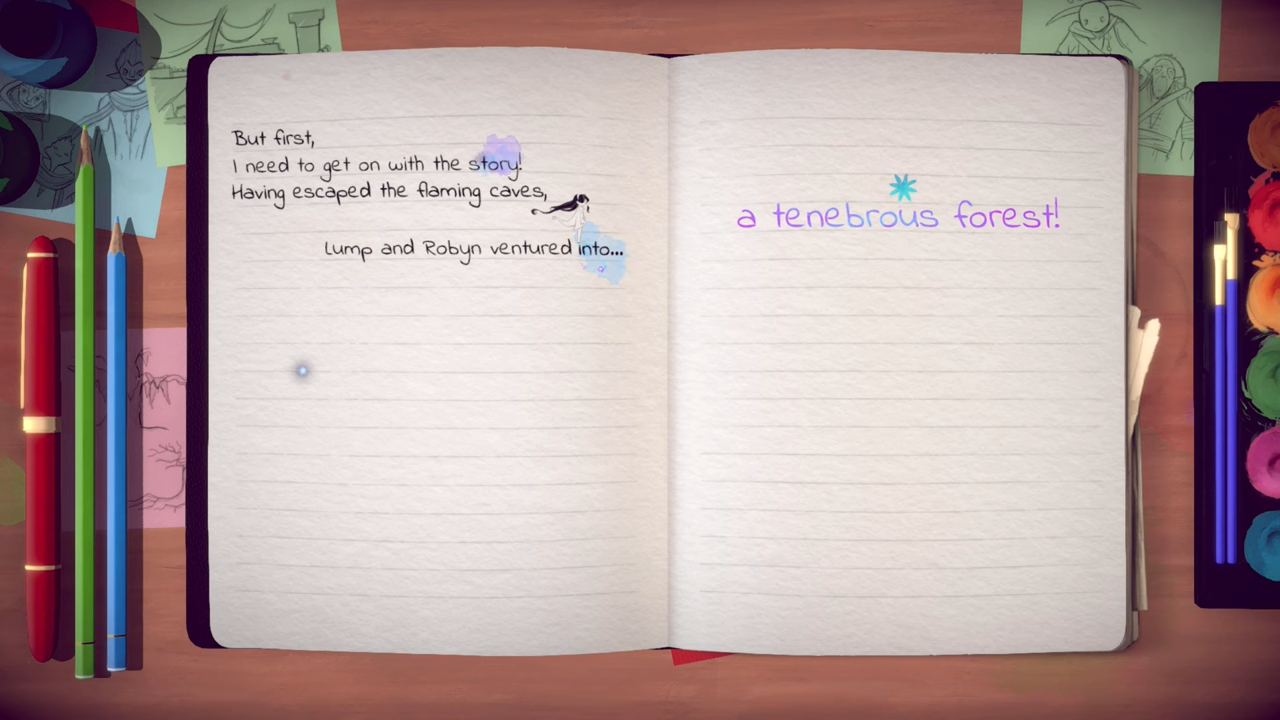 But first,
I need to get on with the story!
Having escaped the flaming caves,
Lump and Robyn ventured into...
a tenebrous forest!